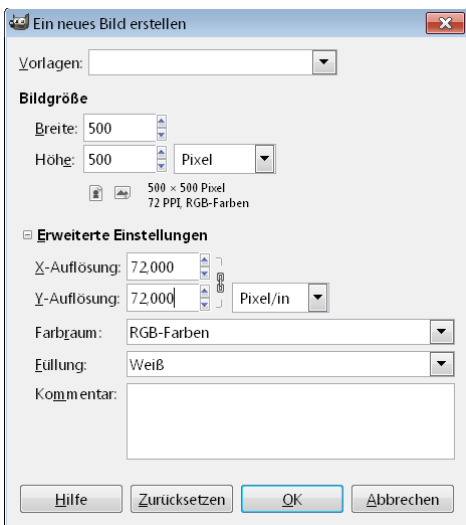 Ein neues Bild erstellen
Vorlagen:
Bildgröße
Breite: 500
Höhe: 500 Pixel
500 × 500 Pixel
72 PPI, RGB-Farben
Erweiterte Einstellungen
X-Auflösung: 72,000
Y-Auflösung: 72,000 Pixel/in
Farbraum: RGB-Farben
Füllung: Weiß
Kommentar:
Hilfe Zurücksetzen OK Abbrechen